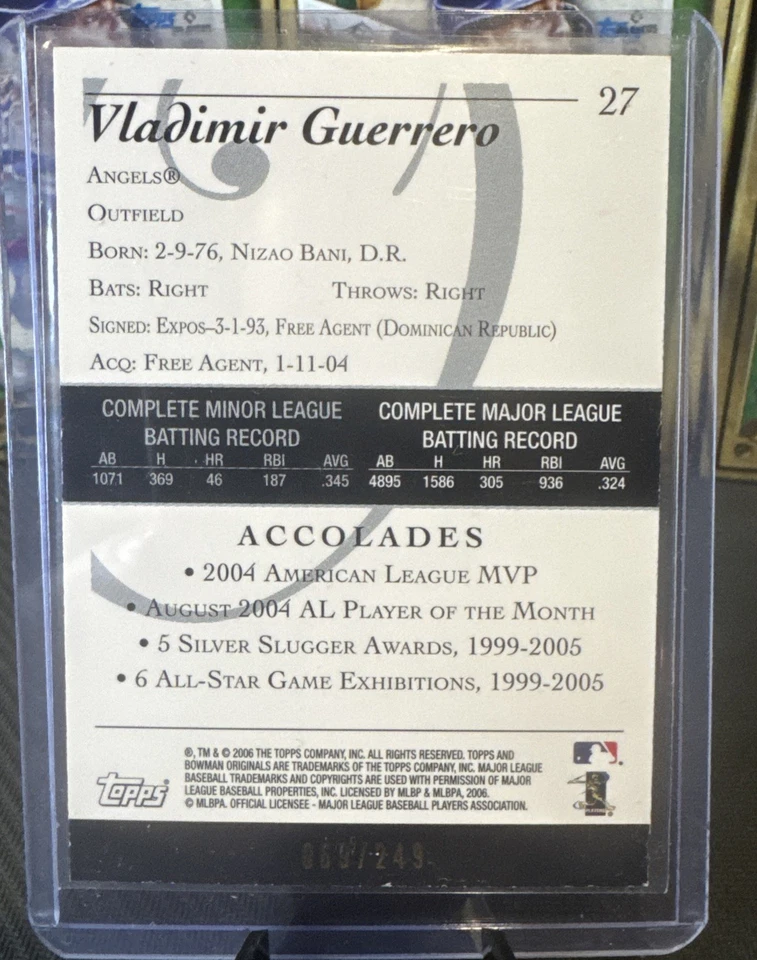 27
Vladimir Guerrero
ANGELS®
OUTFIELD
BORN: 2-9-76, NIZAO BANI, D.R.
BATS: RIGHT THROWS: RIGHT
SIGNED: EXPOS–3-1-93, FREE AGENT (DOMINICAN REPUBLIC)
ACQ: FREE AGENT, 1-11-04
COMPLETE MINOR LEAGUE
BATTING RECORD
AB H HR RBI AVG
1071 369 46 187 .345
COMPLETE MAJOR LEAGUE
BATTING RECORD
AB H HR RBI AVG
4895 1586 305 936 .324
ACCOLADES
• 2004 AMERICAN LEAGUE MVP
• AUGUST 2004 AL PLAYER OF THE MONTH
• 5 SILVER SLUGGER AWARDS, 1999-2005
• 6 ALL-STAR GAME EXHIBITIONS, 1999-2005
topps®
®, TM & © 2006 THE TOPPS COMPANY, INC. ALL RIGHTS RESERVED. TOPPS AND
BOWMAN ORIGINALS ARE TRADEMARKS OF THE TOPPS COMPANY, INC. MAJOR LEAGUE
BASEBALL TRADEMARKS AND COPYRIGHTS ARE USED WITH PERMISSION OF MAJOR
LEAGUE BASEBALL PROPERTIES, INC. LICENSED BY MLBP & MLBPA, 2006.
© MLBPA. OFFICIAL LICENSEE - MAJOR LEAGUE BASEBALL PLAYERS ASSOCIATION.
/249